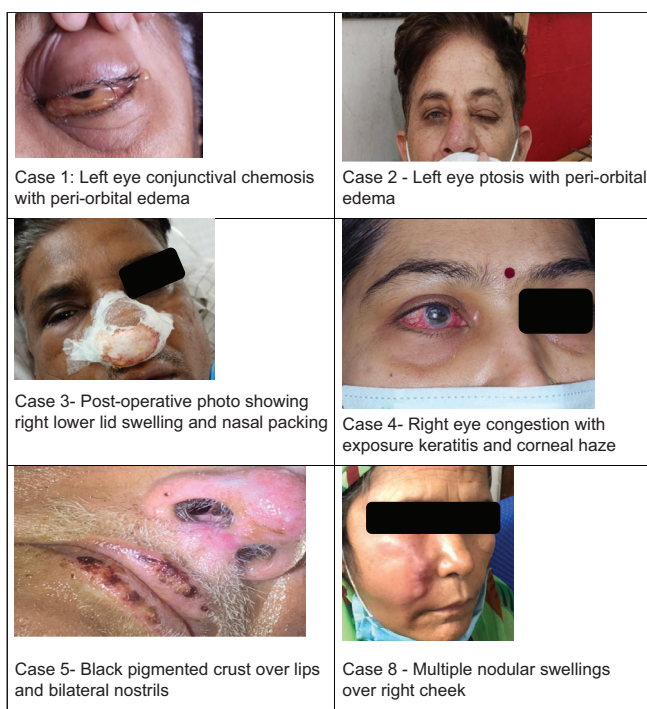 Case 1: Left eye conjunctival chemosis
with peri-orbital edema
Case 2 - Left eye ptosis with peri-orbital
edema
Case 3- Post-operative photo showing
right lower lid swelling and nasal packing
Case 4- Right eye congestion with
exposure keratitis and corneal haze
Case 5- Black pigmented crust over lips
and bilateral nostrils
Case 8 - Multiple nodular swellings
over right cheek